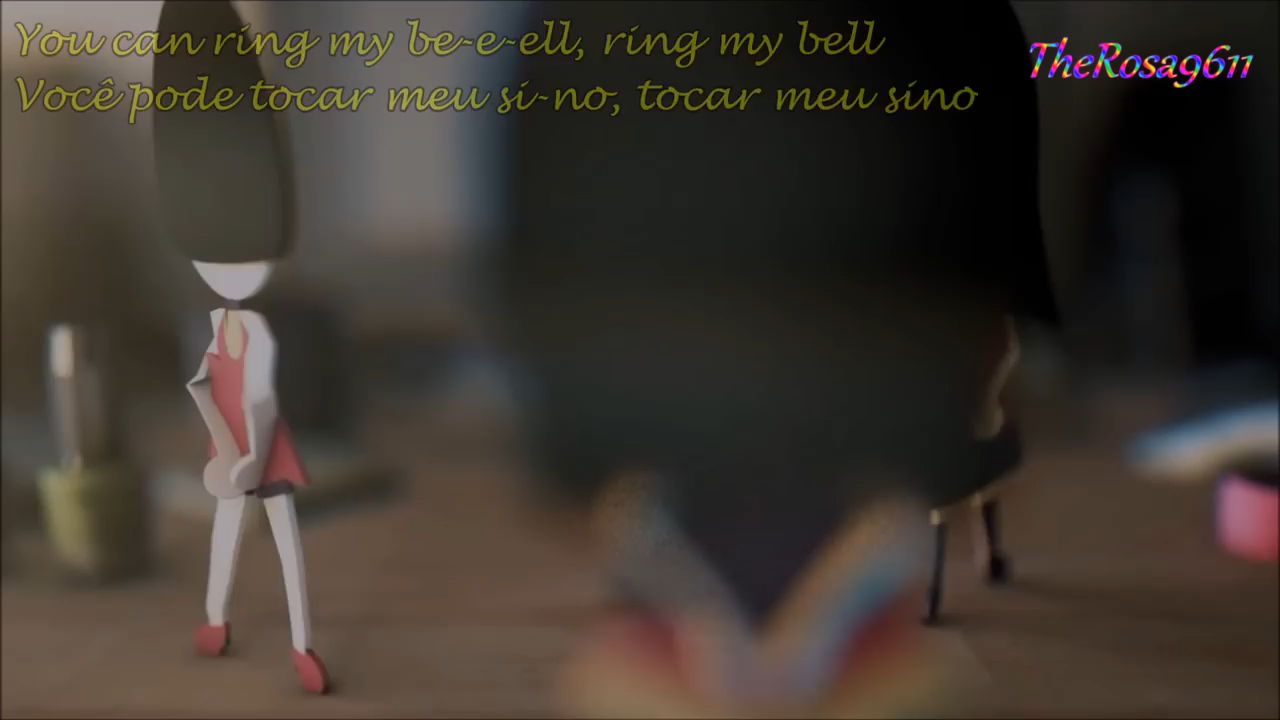 You can ring my be-e-ell, ring my bell
TheRosa9611
Você pode tocar meu si-no, tocar meu sino